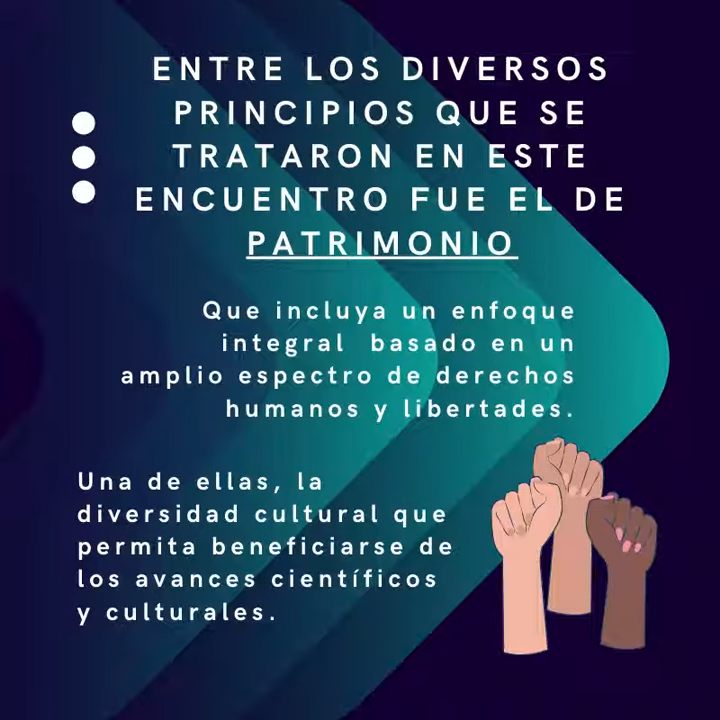 ENTRE LOS DIVERSOS
PRINCIPIOS QUE SE
TRATARON EN ESTE
ENCUENTRO FUE EL DE
PATRIMONIO
Que incluya un enfoque
integral basado en un
amplio espectro de derechos
humanos y libertades.
Una de ellas, la
diversidad cultural que
permita beneficiarse de
los avances científicos
y culturales.